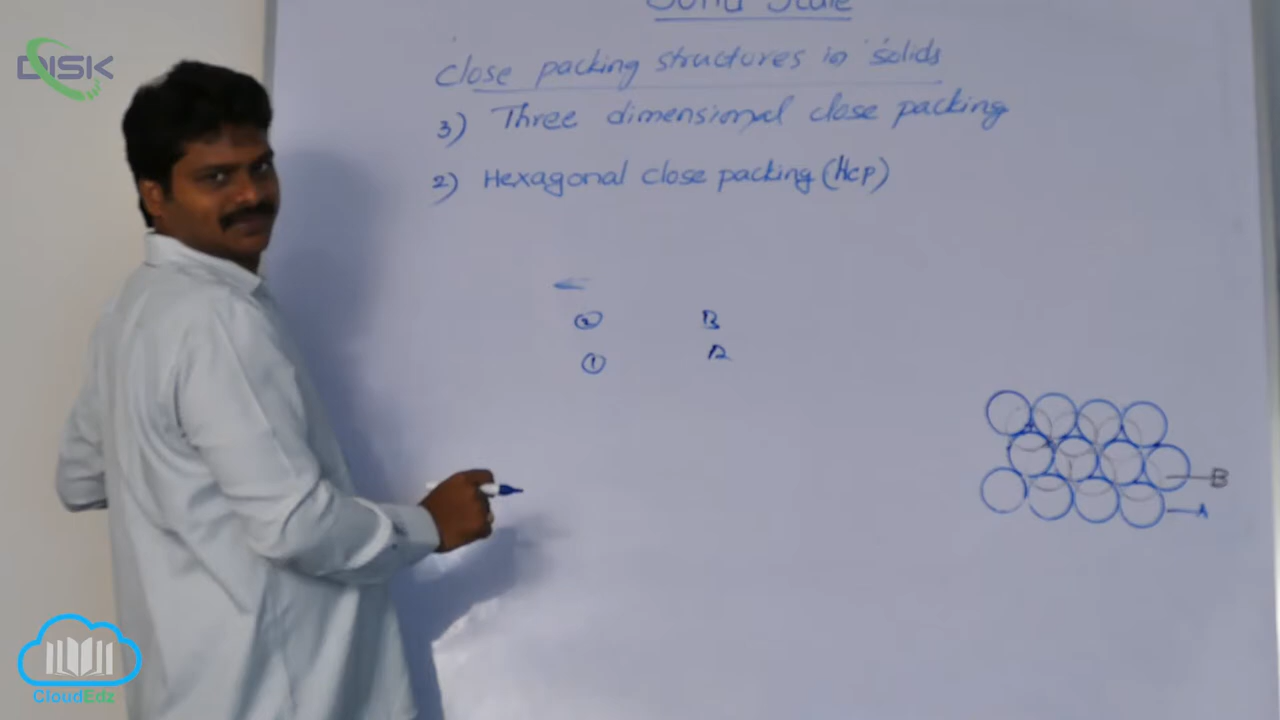 DISK
Solid State
Close packing structures in solids
3) Three dimensional close packing
2) Hexagonal close packing (Hcp)
② B
① A
B
A
CloudEdz